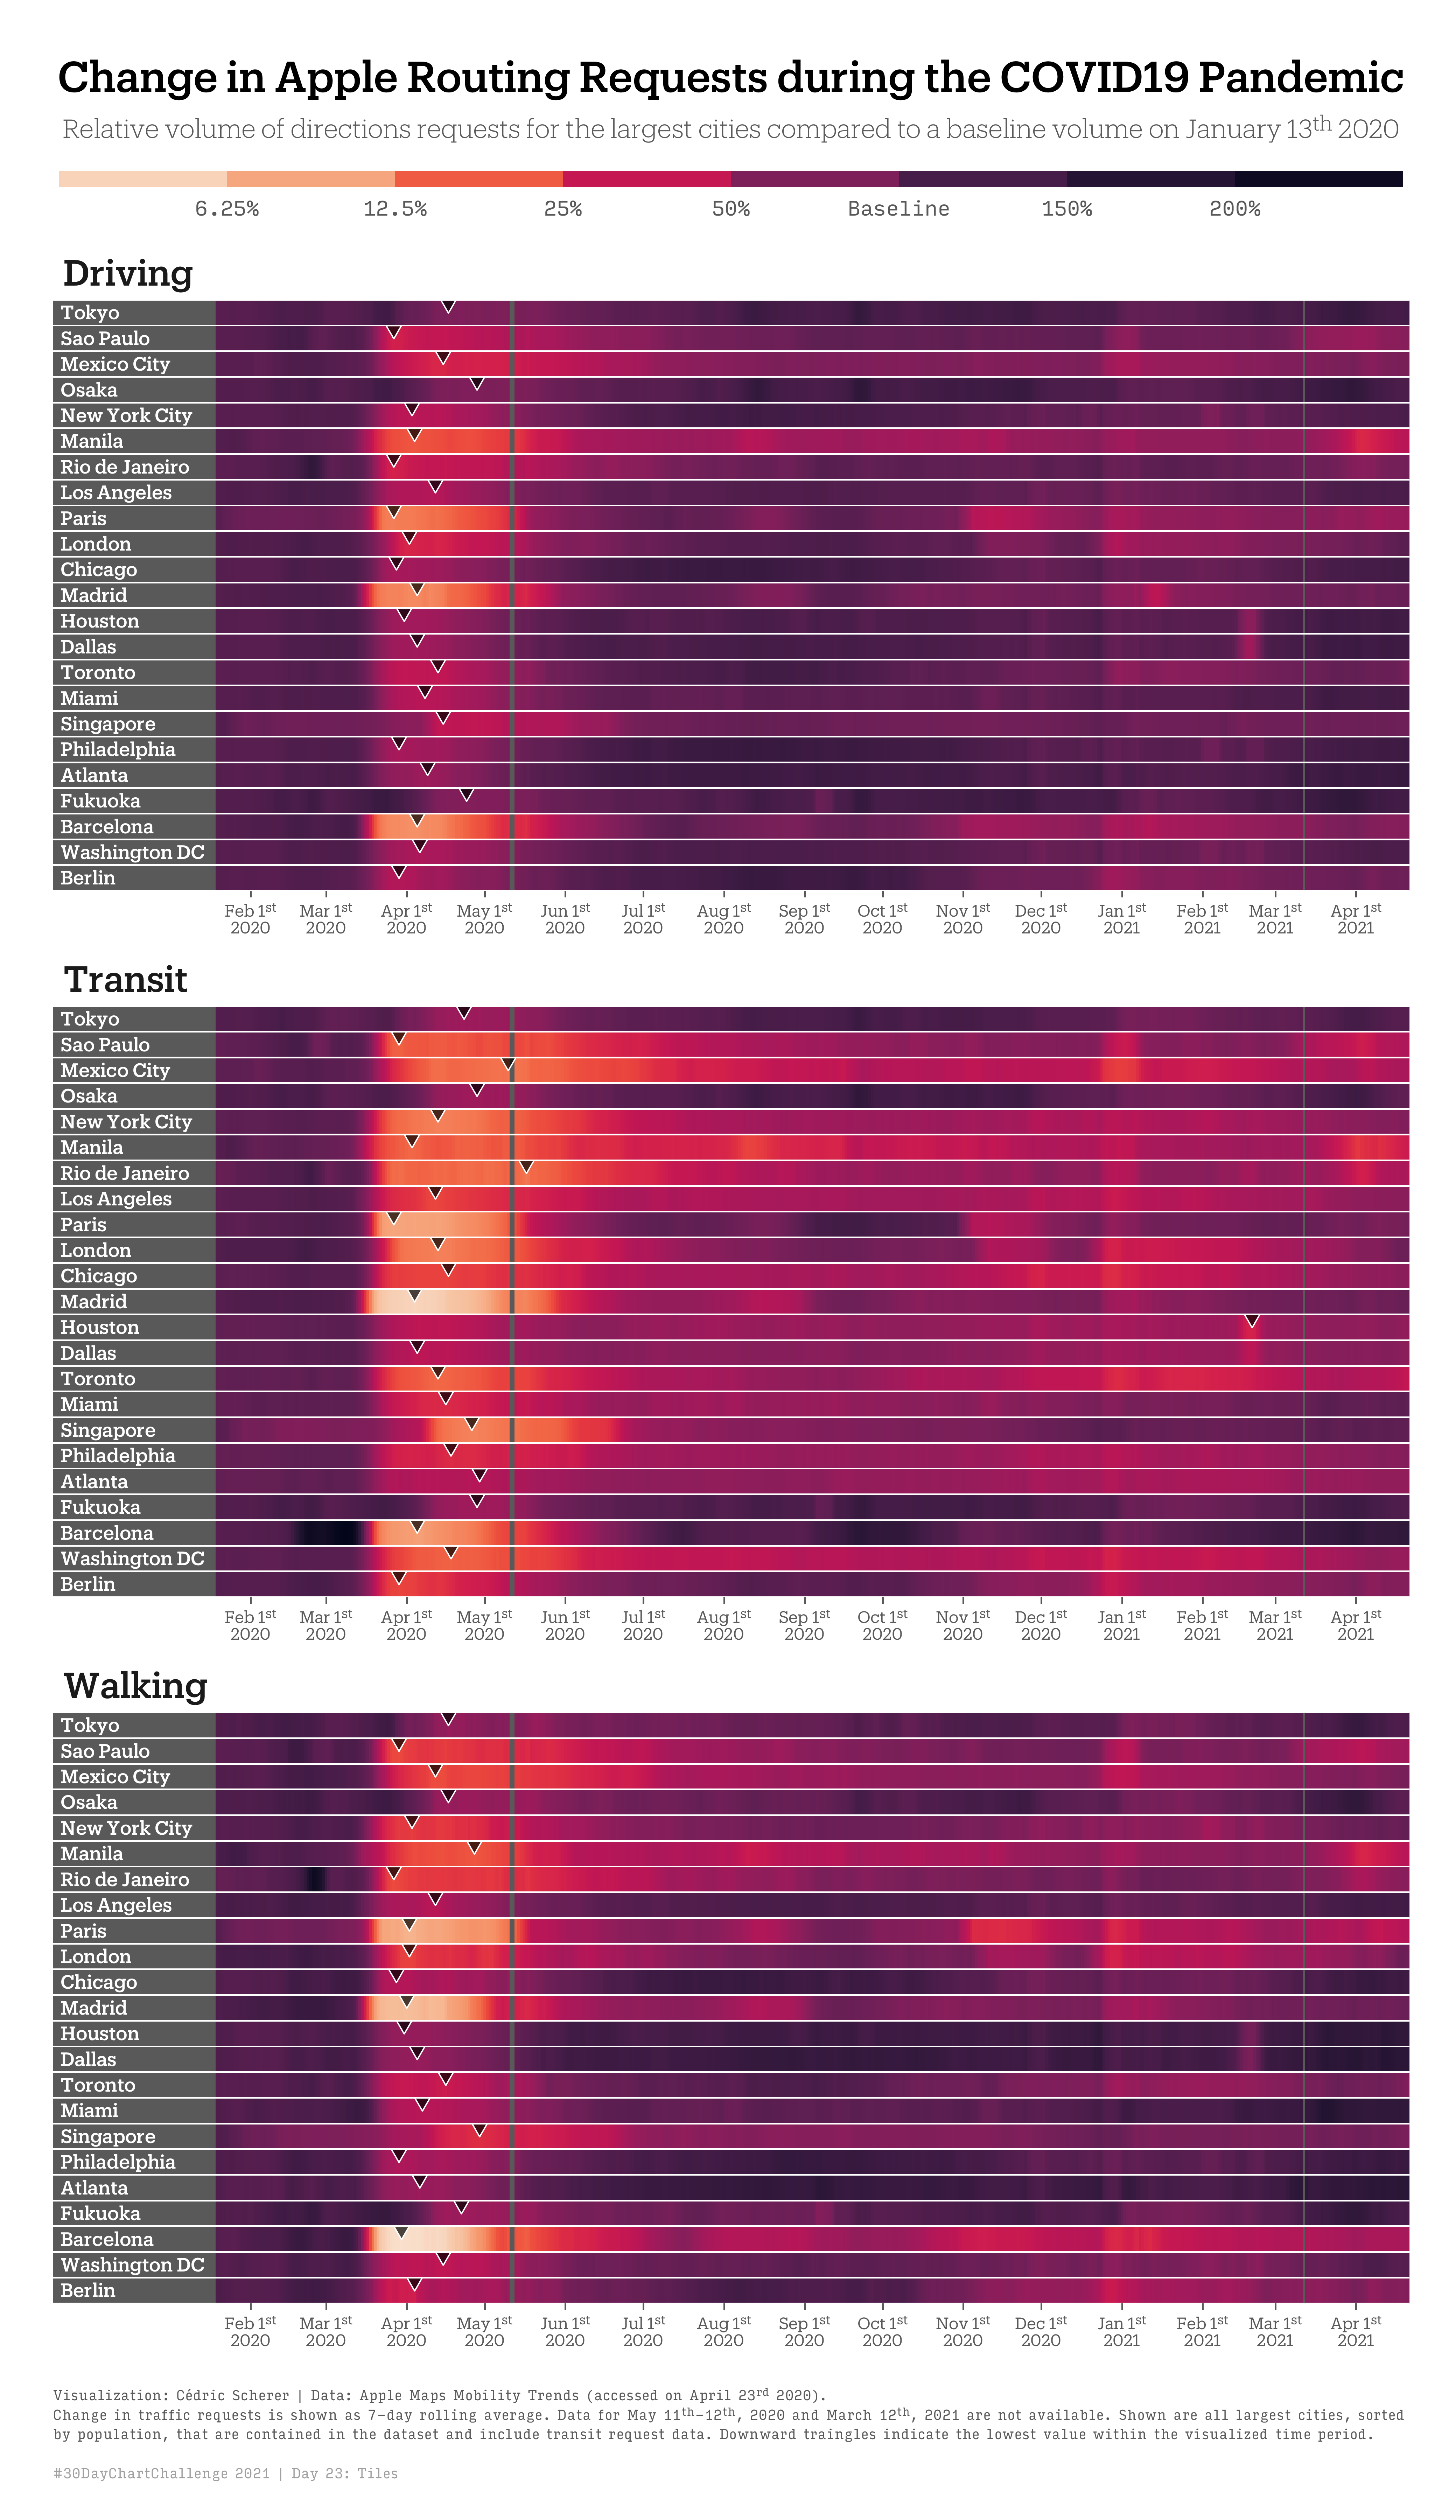 Change in Apple Routing Requests during the COVID19 Pandemic
Relative volume of directions requests for the largest cities compared to a baseline volume on January 13th 2020
6.25% 12.5% 25% 50% Baseline 150% 200%
Driving
Tokyo
Sao Paulo
Mexico City
Osaka
New York City
Manila
Rio de Janeiro
Los Angeles
Paris
London
Chicago
Madrid
Houston
Dallas
Toronto
Miami
Singapore
Philadelphia
Atlanta
Fukuoka
Barcelona
Washington DC
Berlin
Feb 1st Mar 1st Apr 1st May 1st Jun 1st Jul 1st Aug 1st Sep 1st Oct 1st Nov 1st Dec 1st Jan 1st Feb 1st Mar 1st Apr 1st
2020 2020 2020 2020 2020 2020 2020 2020 2020 2020 2020 2021 2021 2021 2021
Transit
Tokyo
Sao Paulo
Mexico City
Osaka
New York City
Manila
Rio de Janeiro
Los Angeles
Paris
London
Chicago
Madrid
Houston
Dallas
Toronto
Miami
Singapore
Philadelphia
Atlanta
Fukuoka
Barcelona
Washington DC
Berlin
Feb 1st Mar 1st Apr 1st May 1st Jun 1st Jul 1st Aug 1st Sep 1st Oct 1st Nov 1st Dec 1st Jan 1st Feb 1st Mar 1st Apr 1st
2020 2020 2020 2020 2020 2020 2020 2020 2020 2020 2020 2021 2021 2021 2021
Walking
Tokyo
Sao Paulo
Mexico City
Osaka
New York City
Manila
Rio de Janeiro
Los Angeles
Paris
London
Chicago
Madrid
Houston
Dallas
Toronto
Miami
Singapore
Philadelphia
Atlanta
Fukuoka
Barcelona
Washington DC
Berlin
Feb 1st Mar 1st Apr 1st May 1st Jun 1st Jul 1st Aug 1st Sep 1st Oct 1st Nov 1st Dec 1st Jan 1st Feb 1st Mar 1st Apr 1st
2020 2020 2020 2020 2020 2020 2020 2020 2020 2020 2020 2021 2021 2021 2021
Visualization: Cédric Scherer | Data: Apple Maps Mobility Trends (accessed on April 23rd 2020).
Change in traffic requests is shown as 7-day rolling average. Data for May 11th-12th, 2020 and March 12th, 2021 are not available. Shown are all largest cities, sorted
by population, that are contained in the dataset and include transit request data. Downward traingles indicate the lowest value within the visualized time period.
#30DayChartChallenge 2021 | Day 23: Tiles